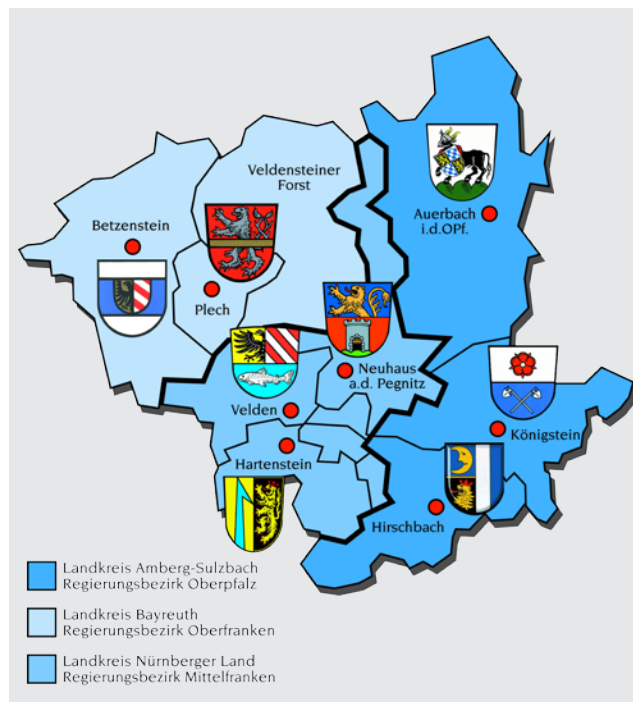 Veldensteiner
Forst
Betzenstein
Auerbach
i.d.OPf.
Plech
Neuhaus
a.d. Pegnitz
Velden
Königstein
Hartenstein
Hirschbach
Landkreis Amberg-Sulzbach
Regierungsbezirk Oberpfalz
Landkreis Bayreuth
Regierungsbezirk Oberfranken
Landkreis Nürnberger Land
Regierungsbezirk Mittelfranken